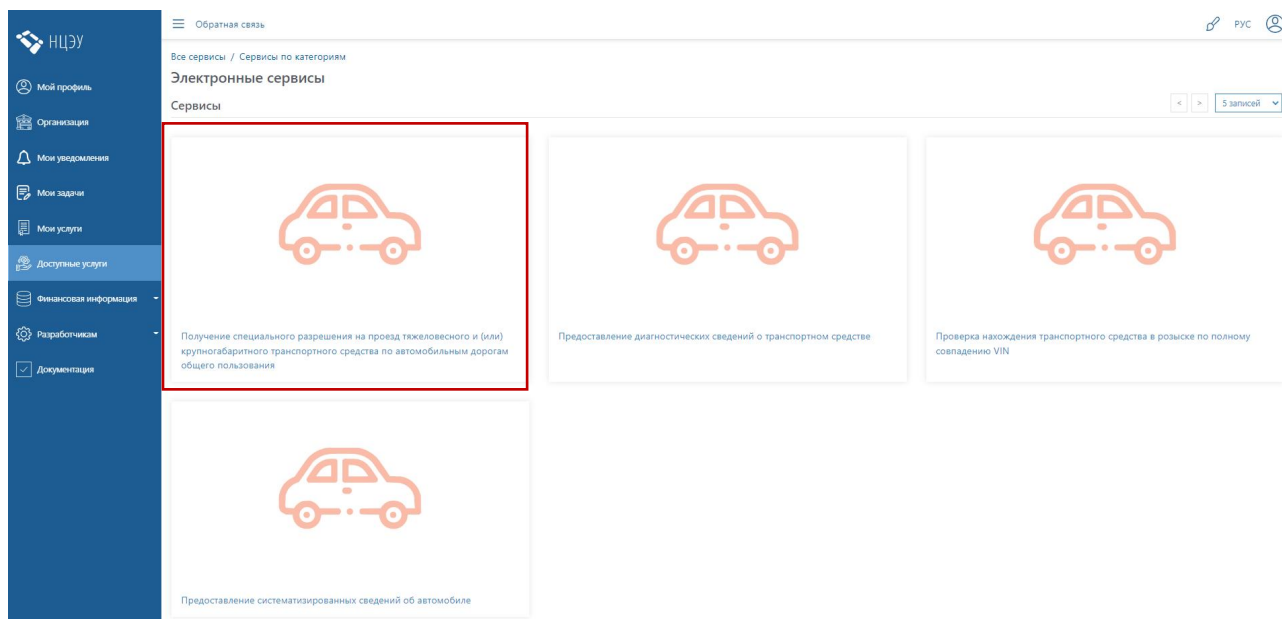 НЦЭУ
Мой профиль
Организация
Мои уведомления
Мои задачи
Мои услуги
Доступные услуги
Финансовая информация
Разработчикам
Документация
Обратная связь
РУС
Все сервисы / Сервисы по категориям
Электронные сервисы
Сервисы
< > 5 записей
Получение специального разрешения на проезд тяжеловесного и (или)
крупногабаритного транспортного средства по автомобильным дорогам
общего пользования
Предоставление диагностических сведений о транспортном средстве
Проверка нахождения транспортного средства в розыске по полному
совпадению VIN
Предоставление систематизированных сведений об автомобиле